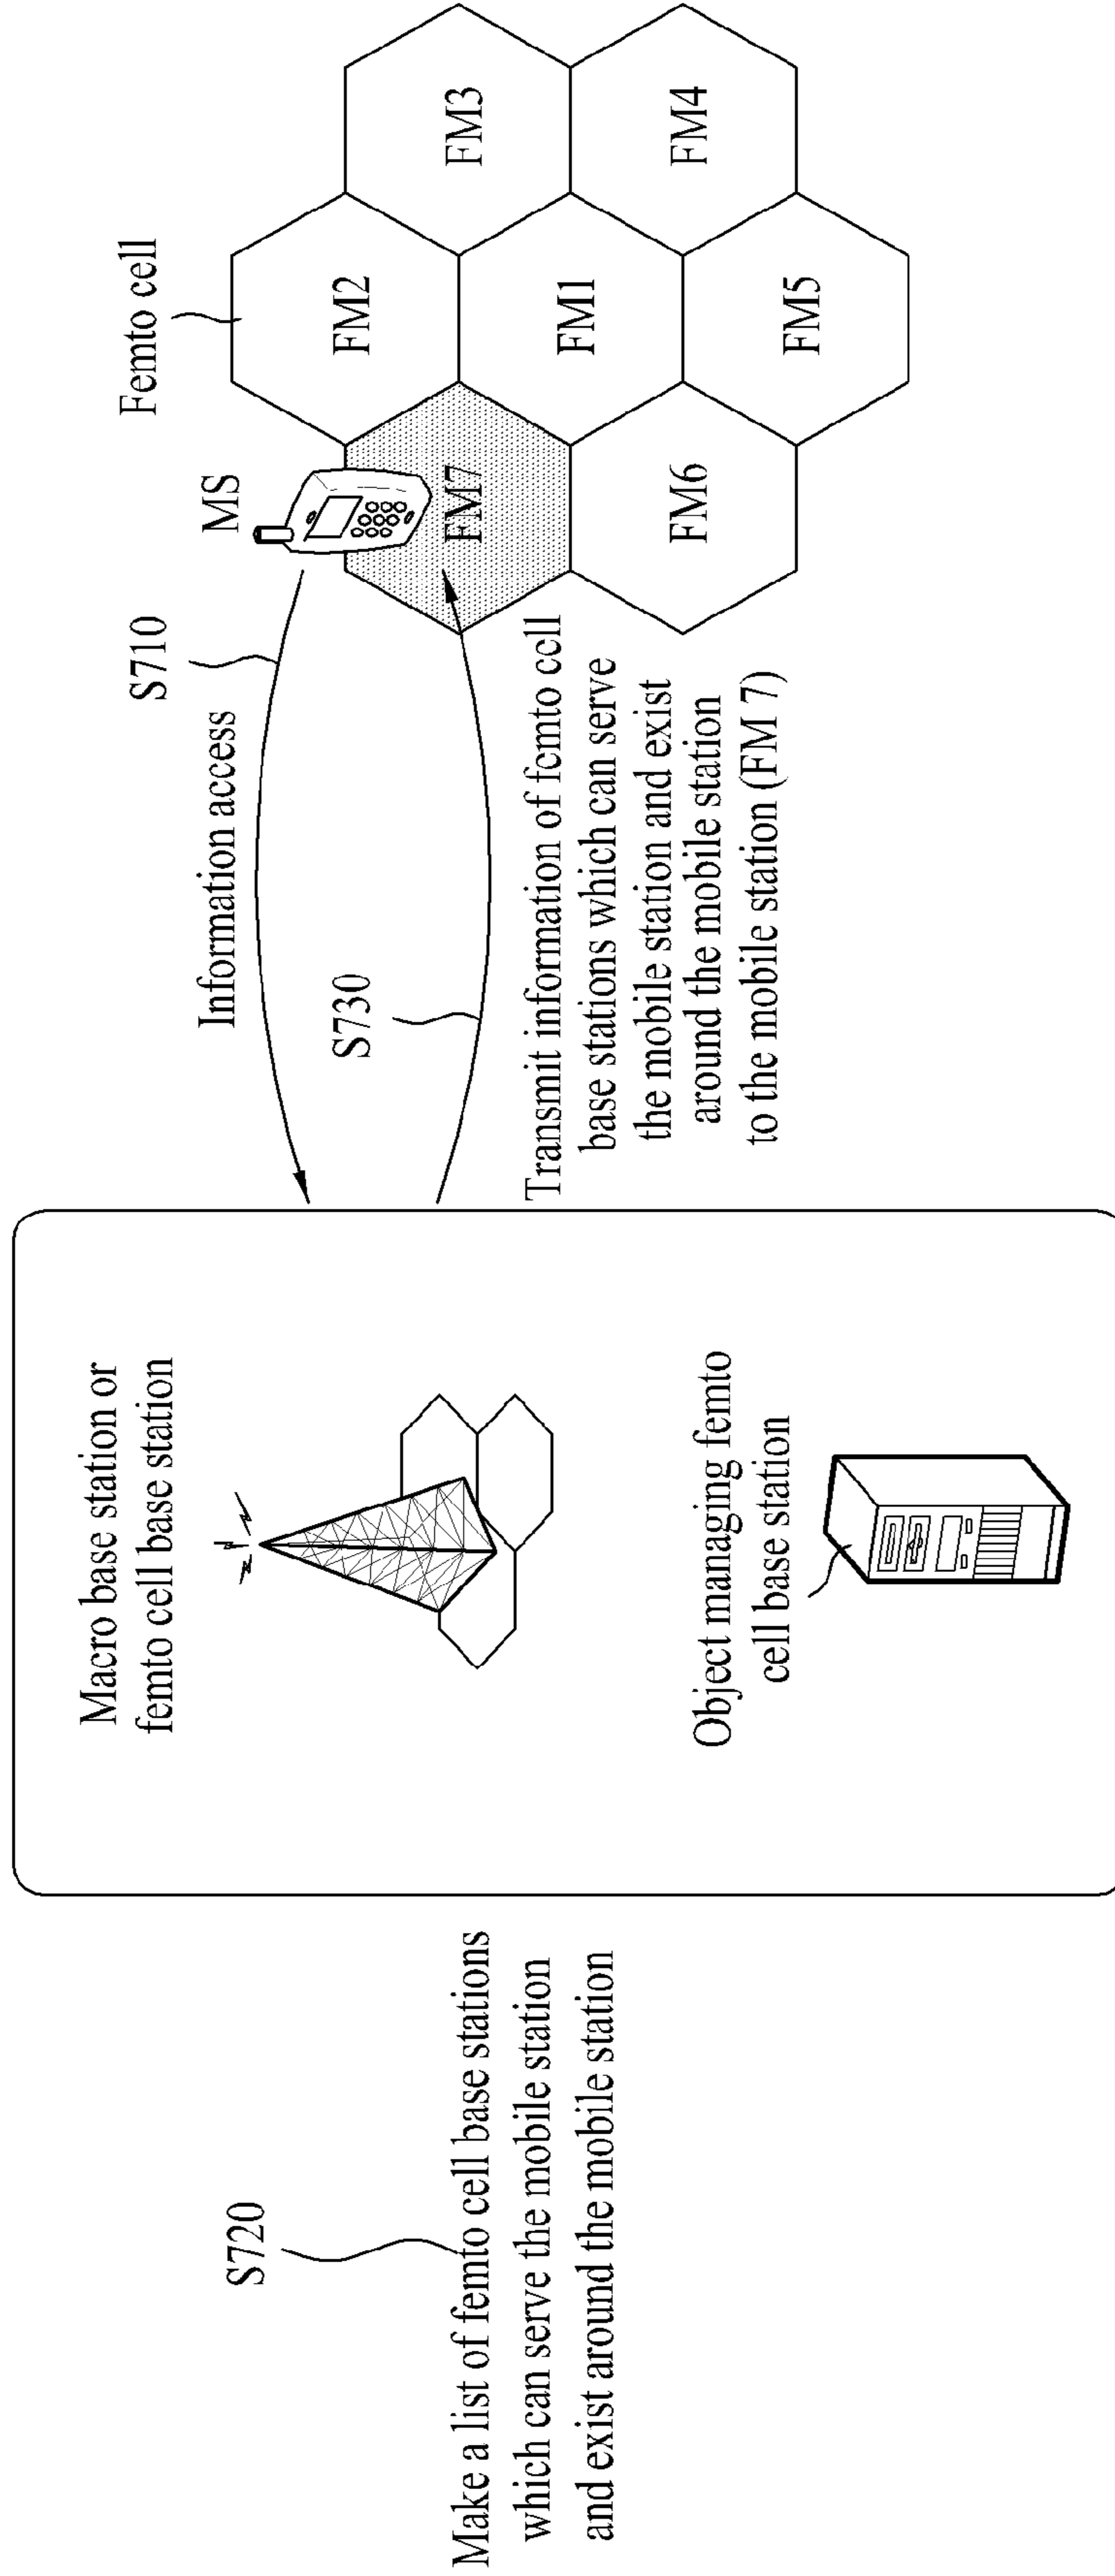 S720
Make a list of femto cell base stations
which can serve the mobile station
and exist around the mobile station
Macro base station or
femto cell base station
Object managing femto
cell base station
S710
Information access
S730
Transmit information of femto cell
base stations which can serve
the mobile station and exist
around the mobile station
to the mobile station (FM 7)
MS
Femto cell
FM2
FM3
FM7
FM1
FM4
FM6
FM5